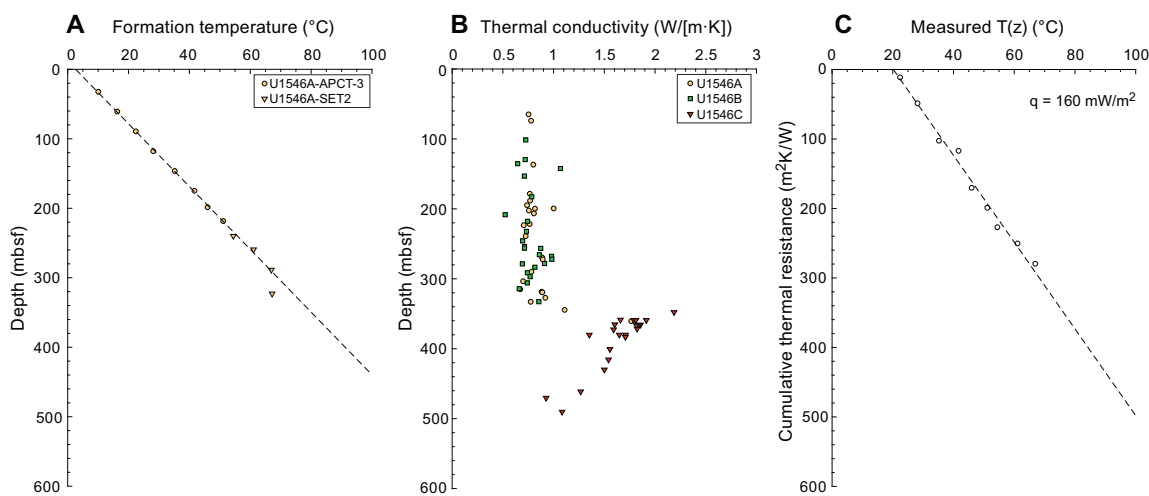 A
Formation temperature (°C)
0
20
40
60
80
100
0
100
200
300
400
500
600
Depth (mbsf)
U1546A-APCT-3
U1546A-SET2
B
Thermal conductivity (W/[m·K])
0
0.5
1
1.5
2
2.5
3
0
100
200
300
400
500
600
Depth (mbsf)
U1546A
U1546B
U1546C
C
Measured T(z) (°C)
0
20
40
60
80
100
0
100
200
300
400
500
600
Cumulative thermal resistance (m²K/W)
q = 160 mW/m²